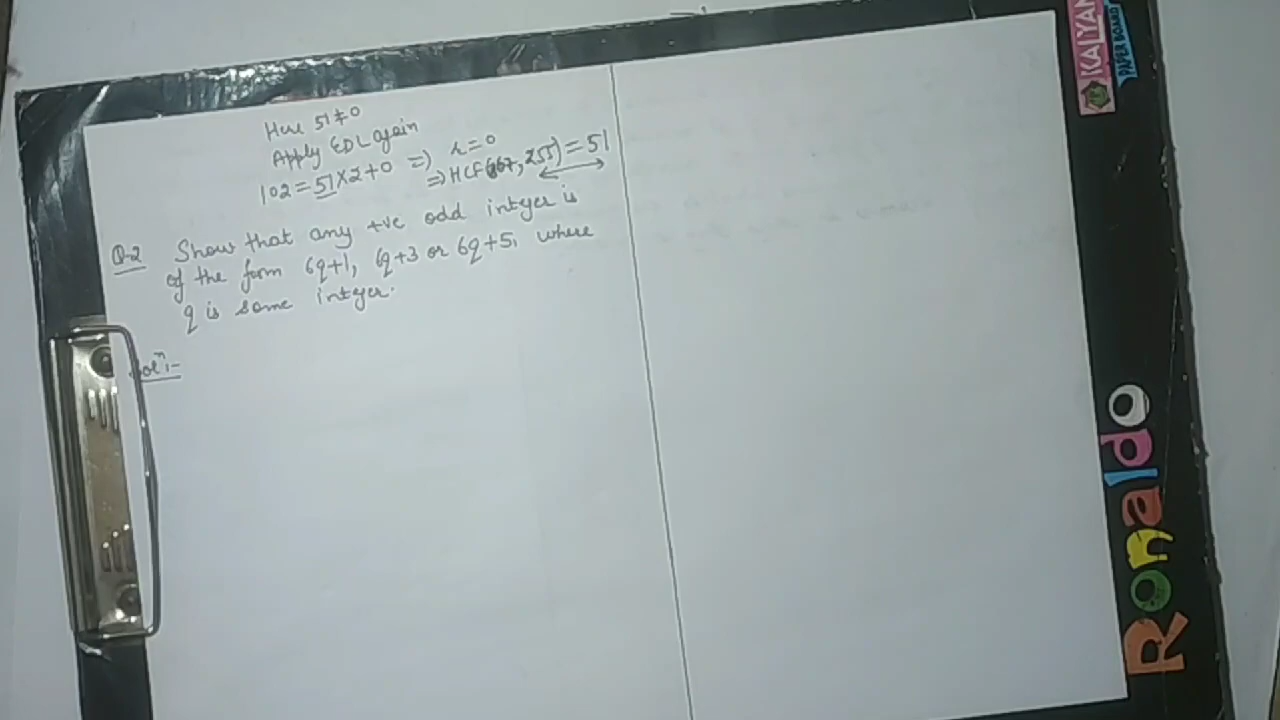 Here 51≠0
Apply EDL again
102=51×2+0 ⇒ r=0
⇒HCF(867,255)=51
Q-2 Show that any +ve odd integer is
of the form 6q+1, 6q+3 or 6q+5, where
q is some integer.
Solⁿ:-
KAIYAN
PAPER BOARD
Ronaldo